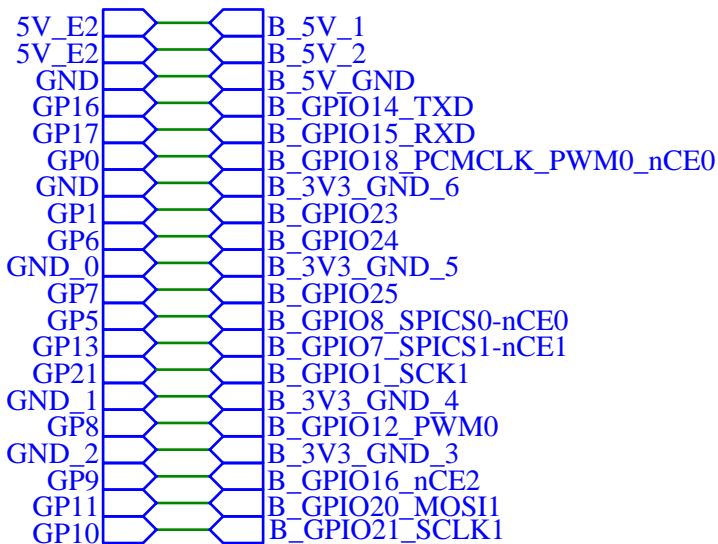 5V_E2 B_5V_1
5V_E2 B_5V_2
GND B_5V_GND
GP16 B_GPIO14_TXD
GP17 B_GPIO15_RXD
GP0 B_GPIO18_PCMCLK_PWM0_nCE0
GND B_3V3_GND_6
GP1 B_GPIO23
GP6 B_GPIO24
GND_0 B_3V3_GND_5
GP7 B_GPIO25
GP5 B_GPIO8_SPICS0-nCE0
GP13 B_GPIO7_SPICS1-nCE1
GP21 B_GPIO1_SCK1
GND_1 B_3V3_GND_4
GP8 B_GPIO12_PWM0
GND_2 B_3V3_GND_3
GP9 B_GPIO16_nCE2
GP11 B_GPIO20_MOSI1
GP10 B_GPIO21_SCLK1